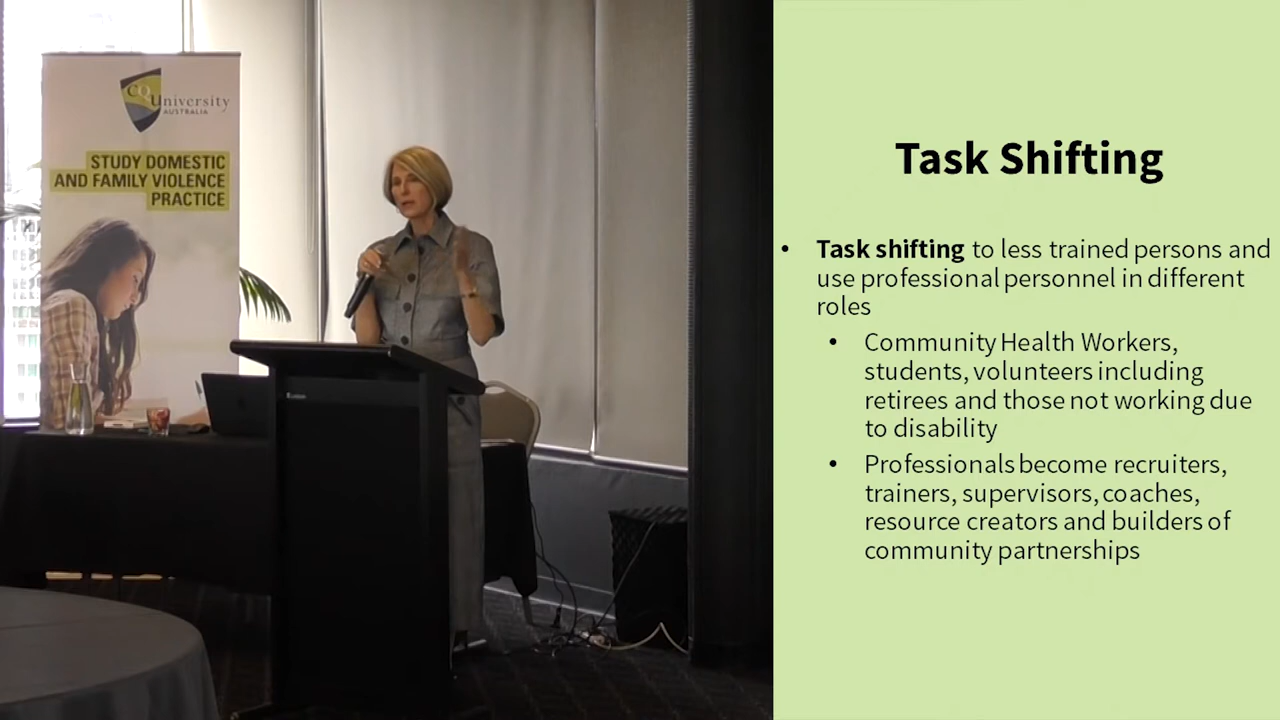 CQUniversity
AUSTRALIA
STUDY DOMESTIC
AND FAMILY VIOLENCE
PRACTICE
Task Shifting
• Task shifting to less trained persons and
use professional personnel in different
roles
• Community Health Workers,
students, volunteers including
retirees and those not working due
to disability
• Professionals become recruiters,
trainers, supervisors, coaches,
resource creators and builders of
community partnerships